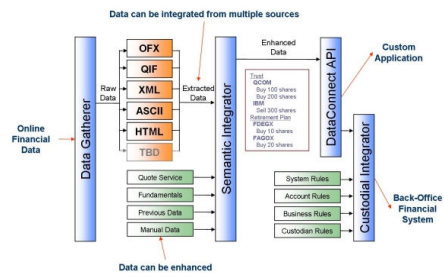 Data can be integrated from multiple sources
Online
Financial
Data
Data Gatherer
Raw
Data
OFX
QIF
XML
ASCII
HTML
TBD
Extracted
Data
Quote Service
Fundamentals
Previous Data
Manual Data
Data can be enhanced
Semantic Integrator
Enhanced
Data
Trust
QCOM
Buy 100 shares
Buy 200 shares
IBM
Sell 300 shares
Retirement Plan
FDEGX
Buy 10 shares
FAGOX
Buy 20 shares
DataConnect API
Custom
Application
System Rules
Account Rules
Business Rules
Custodian Rules
Custodial Integrator
Back-Office
Financial
System